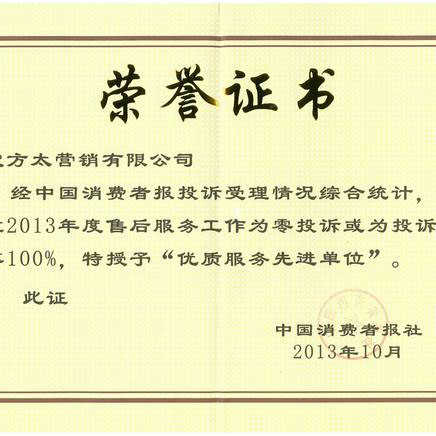 荣誉证书
方太营销有限公司
经中国消费者报投诉受理情况综合统计，
2013年度售后服务工作为零投诉或为投诉
100%，特授予“优质服务先进单位”。
此证
中国消费者报社
2013年10月